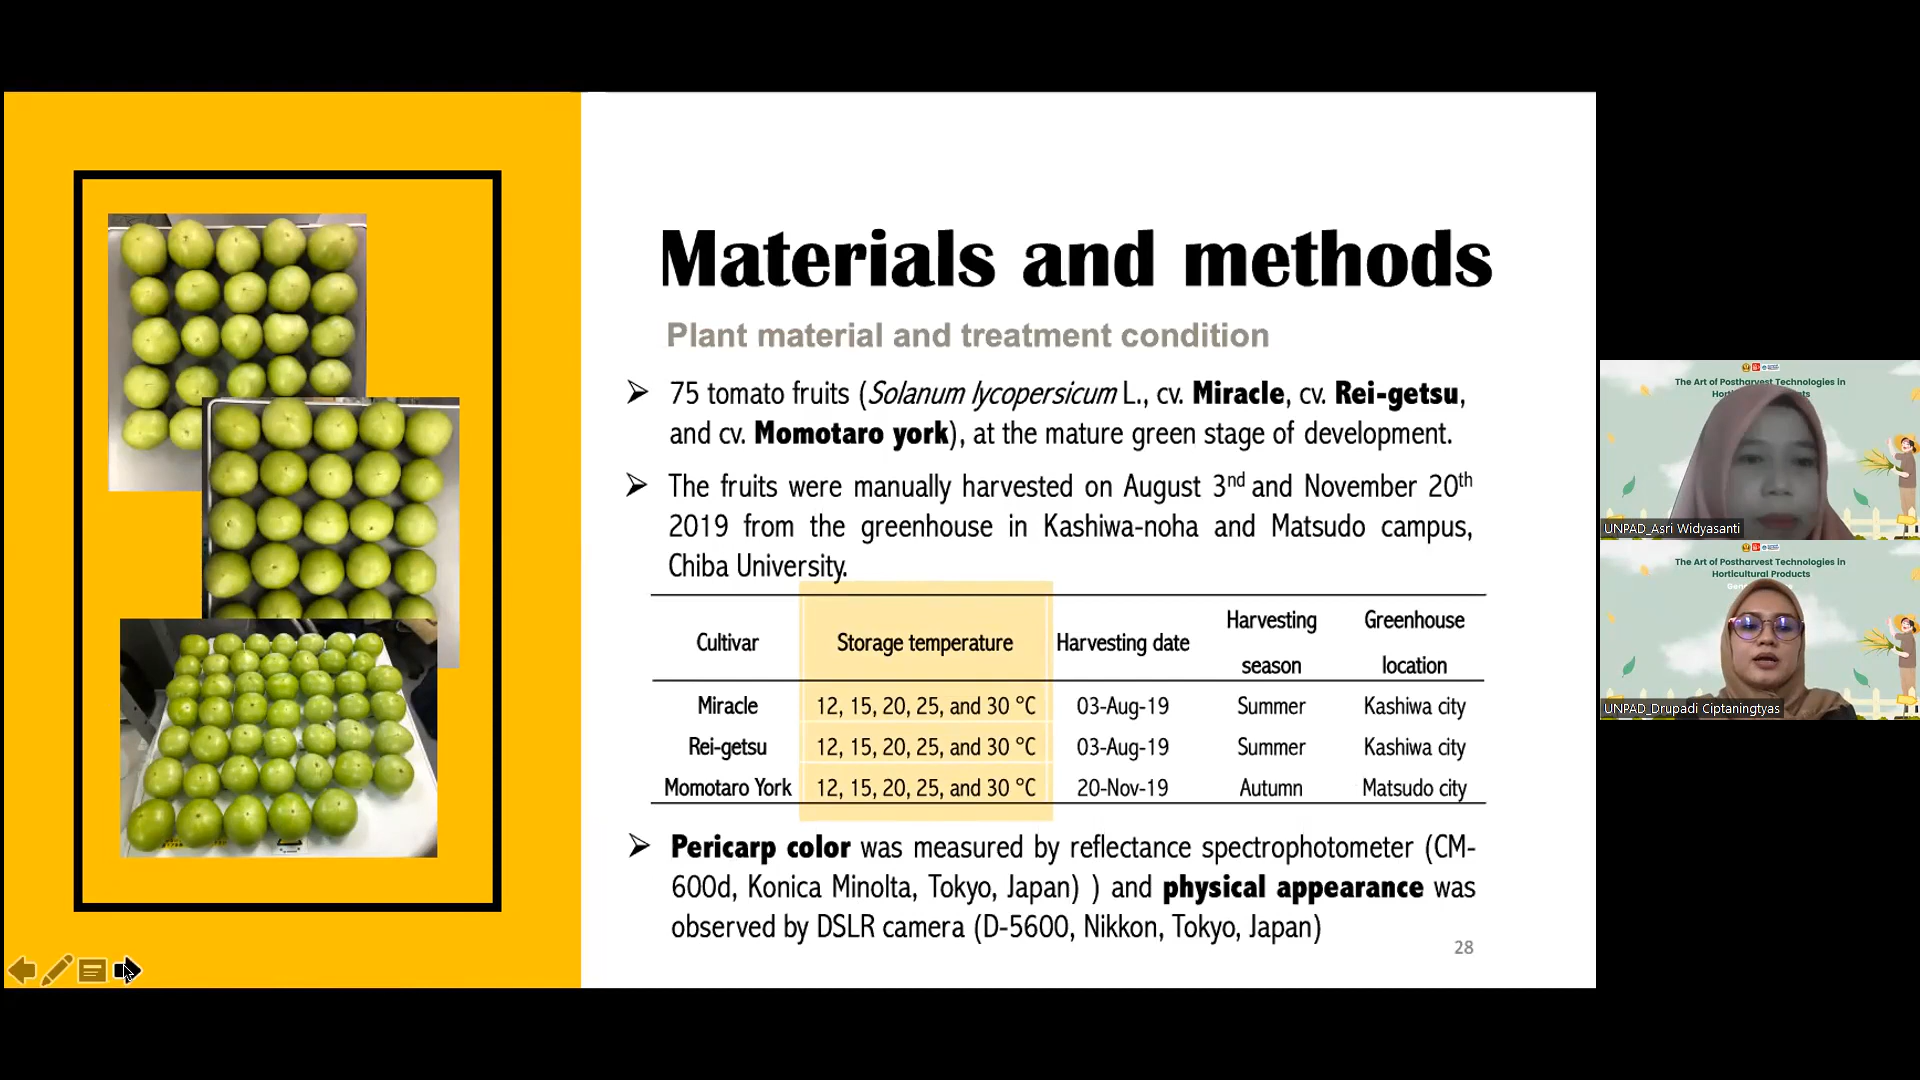 Materials and methods
Plant material and treatment condition
➢ 75 tomato fruits (Solanum lycopersicum L., cv. Miracle, cv. Rei-getsu,
and cv. Momotaro york), at the mature green stage of development.
➢ The fruits were manually harvested on August 3nd and November 20th
2019 from the greenhouse in Kashiwa-noha and Matsudo campus,
Chiba University.
Cultivar Storage temperature Harvesting date Harvesting season Greenhouse location
Miracle 12, 15, 20, 25, and 30 °C 03-Aug-19 Summer Kashiwa city
Rei-getsu 12, 15, 20, 25, and 30 °C 03-Aug-19 Summer Kashiwa city
Momotaro York 12, 15, 20, 25, and 30 °C 20-Nov-19 Autumn Matsudo city
➢ Pericarp color was measured by reflectance spectrophotometer (CM-
600d, Konica Minolta, Tokyo, Japan) ) and physical appearance was
observed by DSLR camera (D-5600, Nikkon, Tokyo, Japan)
28
The Art of Postharvest Technologies in
UNPAD_Asri Widyasanti
The Art of Postharvest Technologies in
Horticultural Products
UNPAD_Drupadi Ciptaningtyas